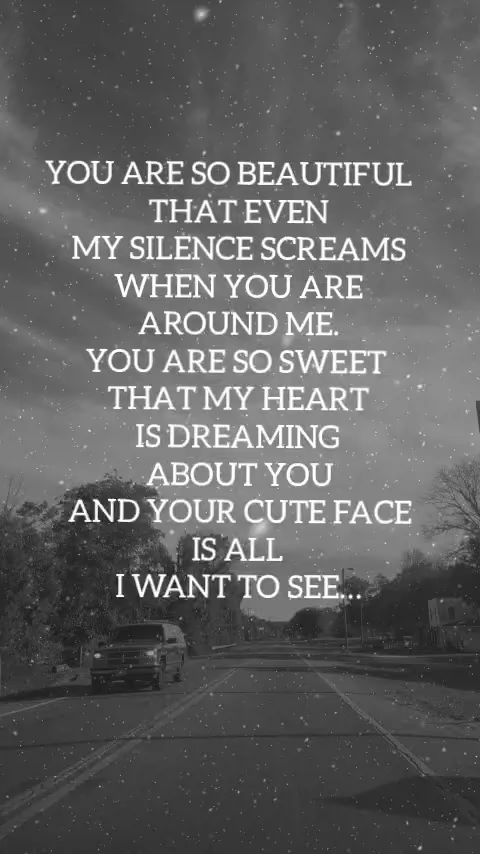 YOU ARE SO BEAUTIFUL
THAT EVEN
MY SILENCE SCREAMS
WHEN YOU ARE
AROUND ME.
YOU ARE SO SWEET
THAT MY HEART
IS DREAMING
ABOUT YOU
AND YOUR CUTE FACE
IS ALL
I WANT TO SEE...